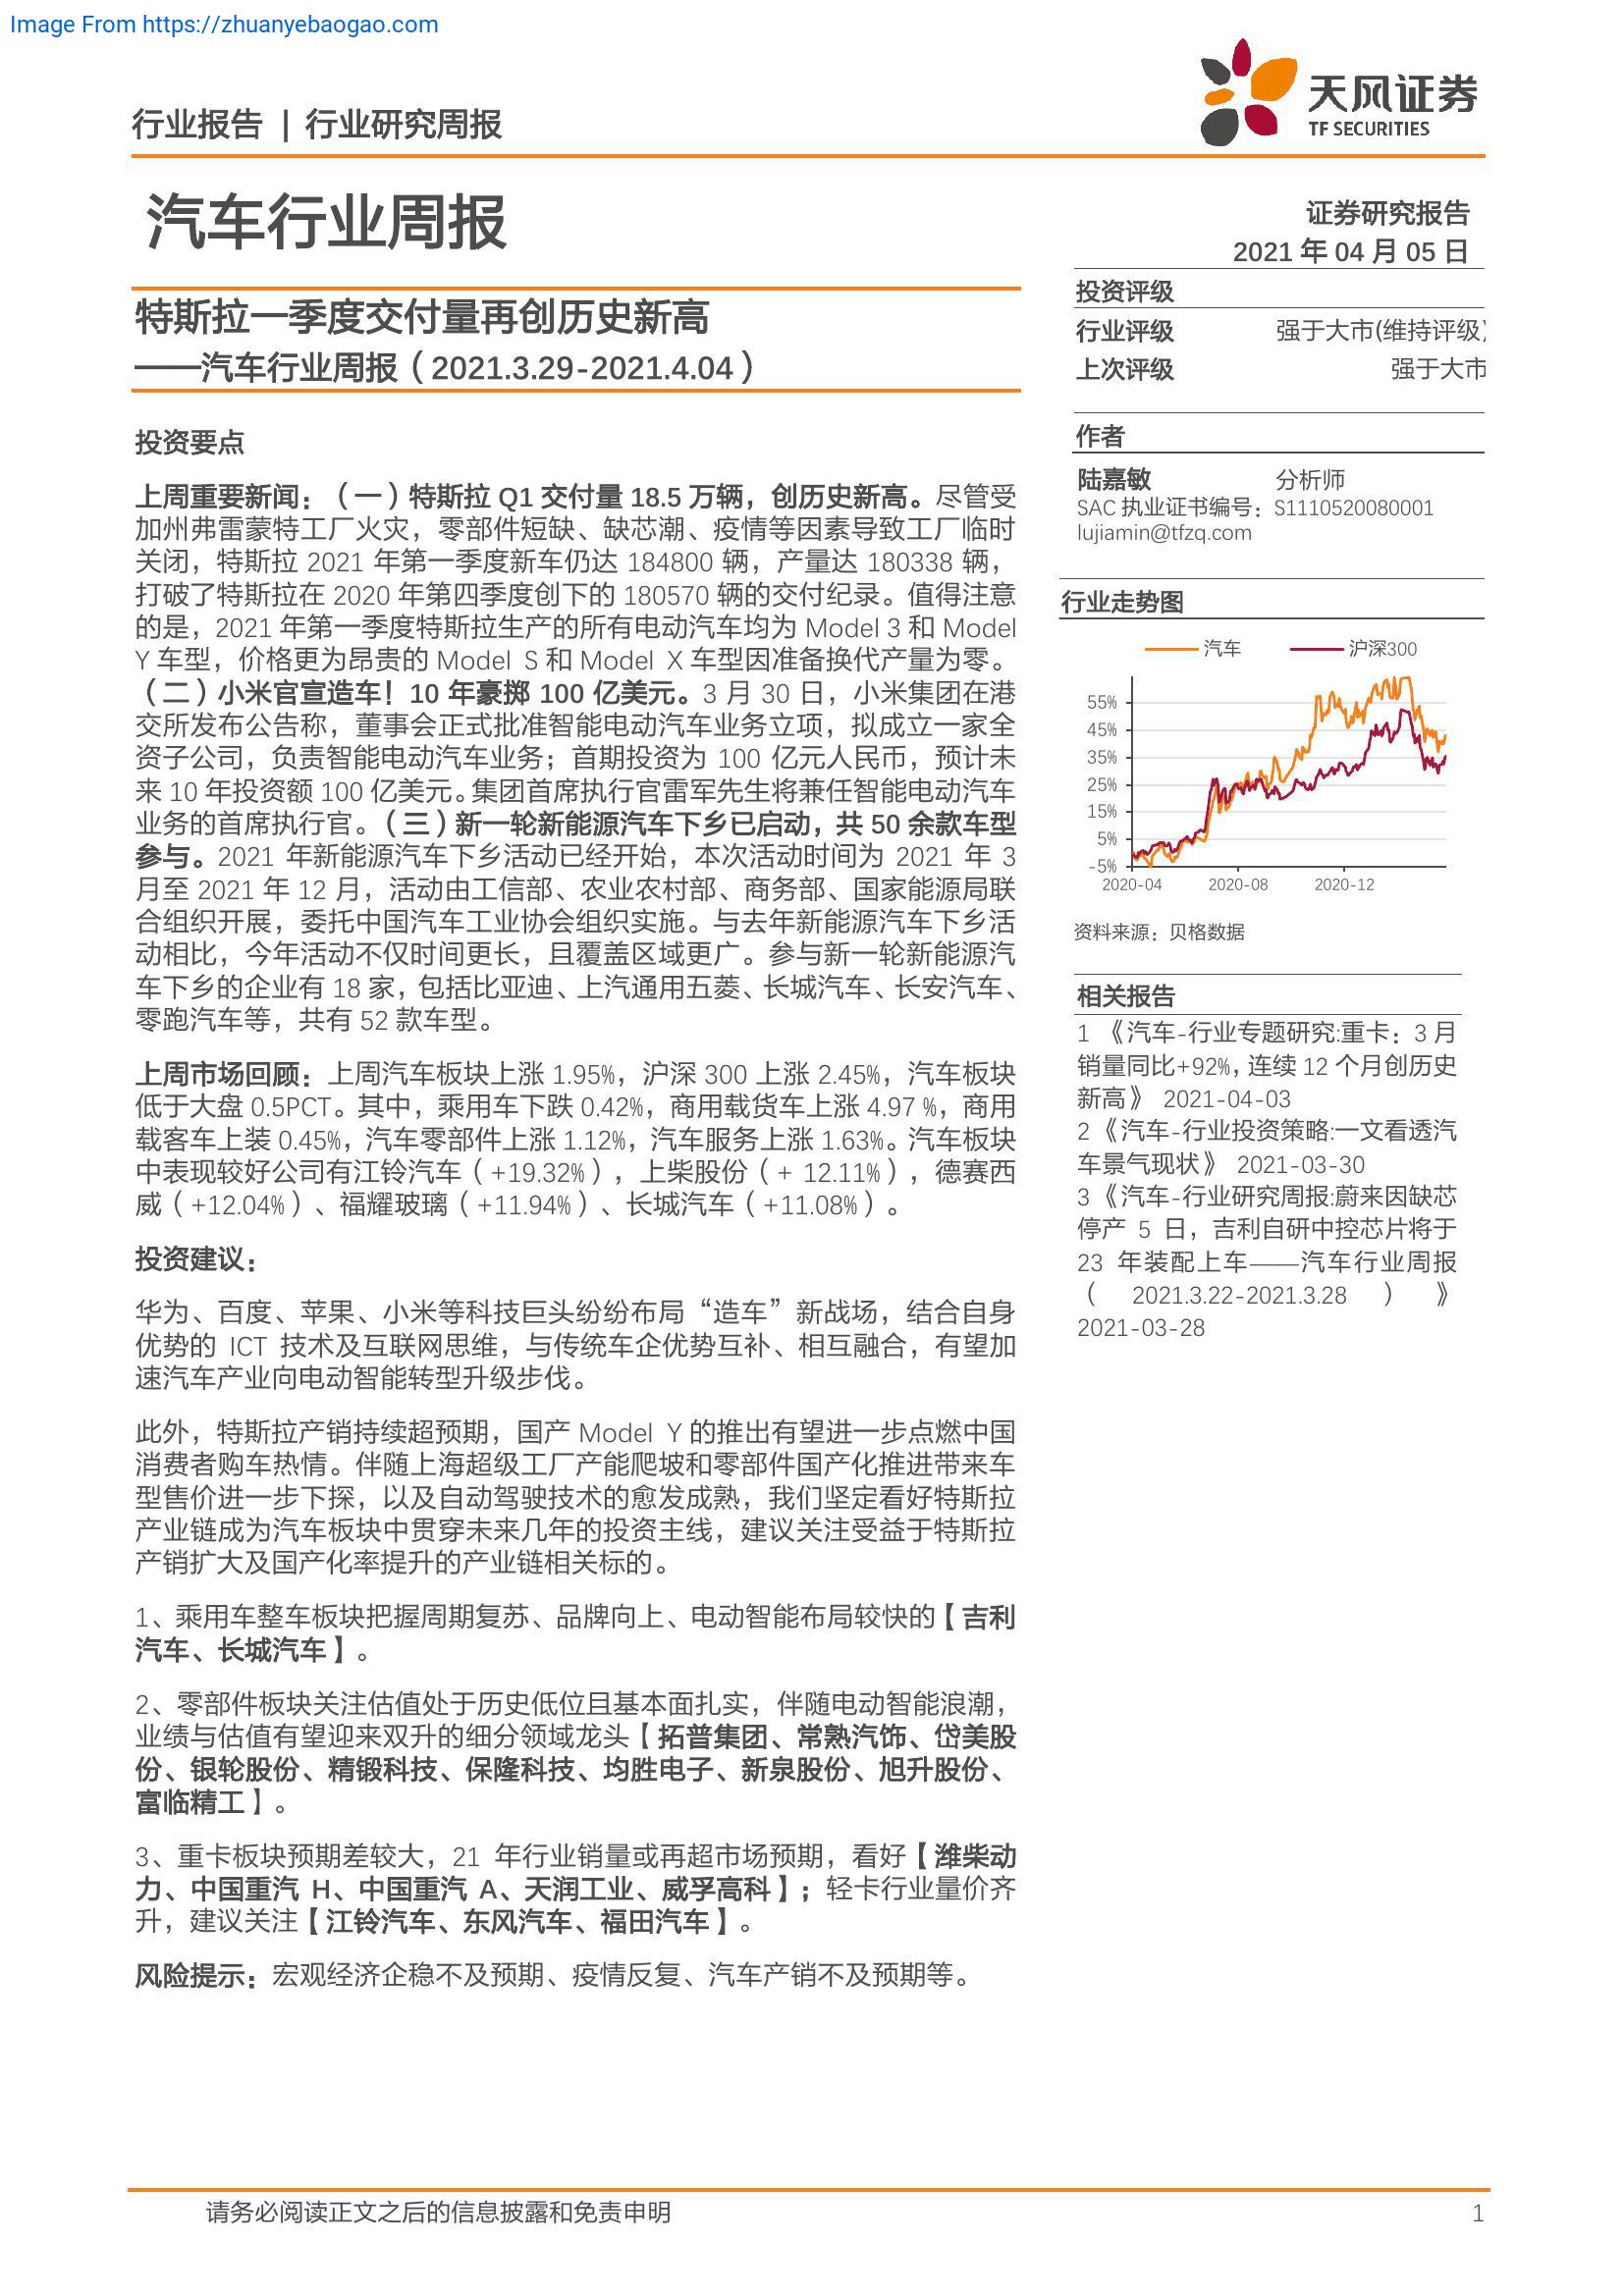 Image From https://zhuanyebaogao.com
行业报告 | 行业研究周报
天风证券
TF SECURITIES
汽车行业周报
证券研究报告
2021 年 04 月 05 日
特斯拉一季度交付量再创历史新高
——汽车行业周报（2021.3.29-2021.4.04）
投资要点
上周重要新闻：（一）特斯拉 Q1 交付量 18.5 万辆，创历史新高。尽管受
加州弗雷蒙特工厂火灾，零部件短缺、缺芯潮、疫情等因素导致工厂临时
关闭，特斯拉 2021 年第一季度新车仍达 184800 辆，产量达 180338 辆，
打破了特斯拉在 2020 年第四季度创下的 180570 辆的交付纪录。值得注意
的是，2021 年第一季度特斯拉生产的所有电动汽车均为 Model 3 和 Model
Y 车型，价格更为昂贵的 Model S 和 Model X 车型因准备换代产量为零。
（二）小米官宣造车！10 年豪掷 100 亿美元。3 月 30 日，小米集团在港
交所发布公告称，董事会正式批准智能电动汽车业务立项，拟成立一家全
资子公司，负责智能电动汽车业务；首期投资为 100 亿元人民币，预计未
来 10 年投资额 100 亿美元。集团首席执行官雷军先生将兼任智能电动汽车
业务的首席执行官。（三）新一轮新能源汽车下乡已启动，共 50 余款车型
参与。2021 年新能源汽车下乡活动已经开始，本次活动时间为 2021 年 3
月至 2021 年 12 月，活动由工信部、农业农村部、商务部、国家能源局联
合组织开展，委托中国汽车工业协会组织实施。与去年新能源汽车下乡活
动相比，今年活动不仅时间更长，且覆盖区域更广。参与新一轮新能源汽
车下乡的企业有 18 家，包括比亚迪、上汽通用五菱、长城汽车、长安汽车、
零跑汽车等，共有 52 款车型。
上周市场回顾：上周汽车板块上涨 1.95%，沪深 300 上涨 2.45%，汽车板块
低于大盘 0.5PCT。其中，乘用车下跌 0.42%，商用载货车上涨 4.97 %，商用
载客车上装 0.45%，汽车零部件上涨 1.12%，汽车服务上涨 1.63%。汽车板块
中表现较好公司有江铃汽车（+19.32%），上柴股份（+ 12.11%），德赛西
威（+12.04%）、福耀玻璃（+11.94%）、长城汽车（+11.08%）。
投资建议：
华为、百度、苹果、小米等科技巨头纷纷布局“造车”新战场，结合自身
优势的 ICT 技术及互联网思维，与传统车企优势互补、相互融合，有望加
速汽车产业向电动智能转型升级步伐。
此外，特斯拉产销持续超预期，国产 Model Y 的推出有望进一步点燃中国
消费者购车热情。伴随上海超级工厂产能爬坡和零部件国产化推进带来车
型售价进一步下探，以及自动驾驶技术的愈发成熟，我们坚定看好特斯拉
产业链成为汽车板块中贯穿未来几年的投资主线，建议关注受益于特斯拉
产销扩大及国产化率提升的产业链相关标的。
1、乘用车整车板块把握周期复苏、品牌向上、电动智能布局较快的【吉利
汽车、长城汽车】。
2、零部件板块关注估值处于历史低位且基本面扎实，伴随电动智能浪潮，
业绩与估值有望迎来双升的细分领域龙头【拓普集团、常熟汽饰、岱美股
份、银轮股份、精锻科技、保隆科技、均胜电子、新泉股份、旭升股份、
富临精工】。
3、重卡板块预期差较大，21 年行业销量或再超市场预期，看好【潍柴动
力、中国重汽 H、中国重汽 A、天润工业、威孚高科】；轻卡行业量价齐
升，建议关注【江铃汽车、东风汽车、福田汽车】。
风险提示：宏观经济企稳不及预期、疫情反复、汽车产销不及预期等。
投资评级
行业评级 强于大市(维持评级)
上次评级 强于大市
作者
陆嘉敏 分析师
SAC 执业证书编号：S1110520080001
lujiamin@tfzq.com
行业走势图
汽车 沪深300
55%
45%
35%
25%
15%
5%
-5%
2020-04 2020-08 2020-12
资料来源：贝格数据
相关报告
1 《汽车-行业专题研究:重卡：3 月
销量同比+92%，连续 12 个月创历史
新高》 2021-04-03
2 《汽车-行业投资策略:一文看透汽
车景气现状》 2021-03-30
3 《汽车-行业研究周报:蔚来因缺芯
停产 5 日，吉利自研中控芯片将于
23 年装配上车——汽车行业周报
（ 2021.3.22-2021.3.28 ）》
2021-03-28
请务必阅读正文之后的信息披露和免责申明 1